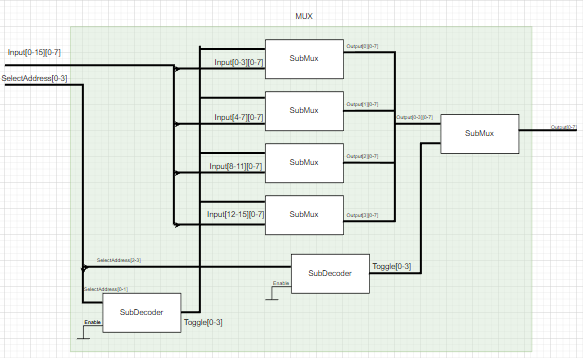 MUX
Input[0-15][0-7]
SelectAddress[0-3]
Input[0-3][0-7]
SubMux
Output[0][0-7]
Input[4-7][0-7]
SubMux
Output[1][0-7]
Output[0-3][0-7]
SubMux
Output[0-7]
Input[8-11][0-7]
SubMux
Output[3][0-7]
Input[12-15][0-7]
SubMux
Output[3][0-7]
SelectAddress[2-3]
SubDecoder
Toggle[0-3]
Enable
SelectAddress[0-1]
SubDecoder
Enable
Toggle[0-3]